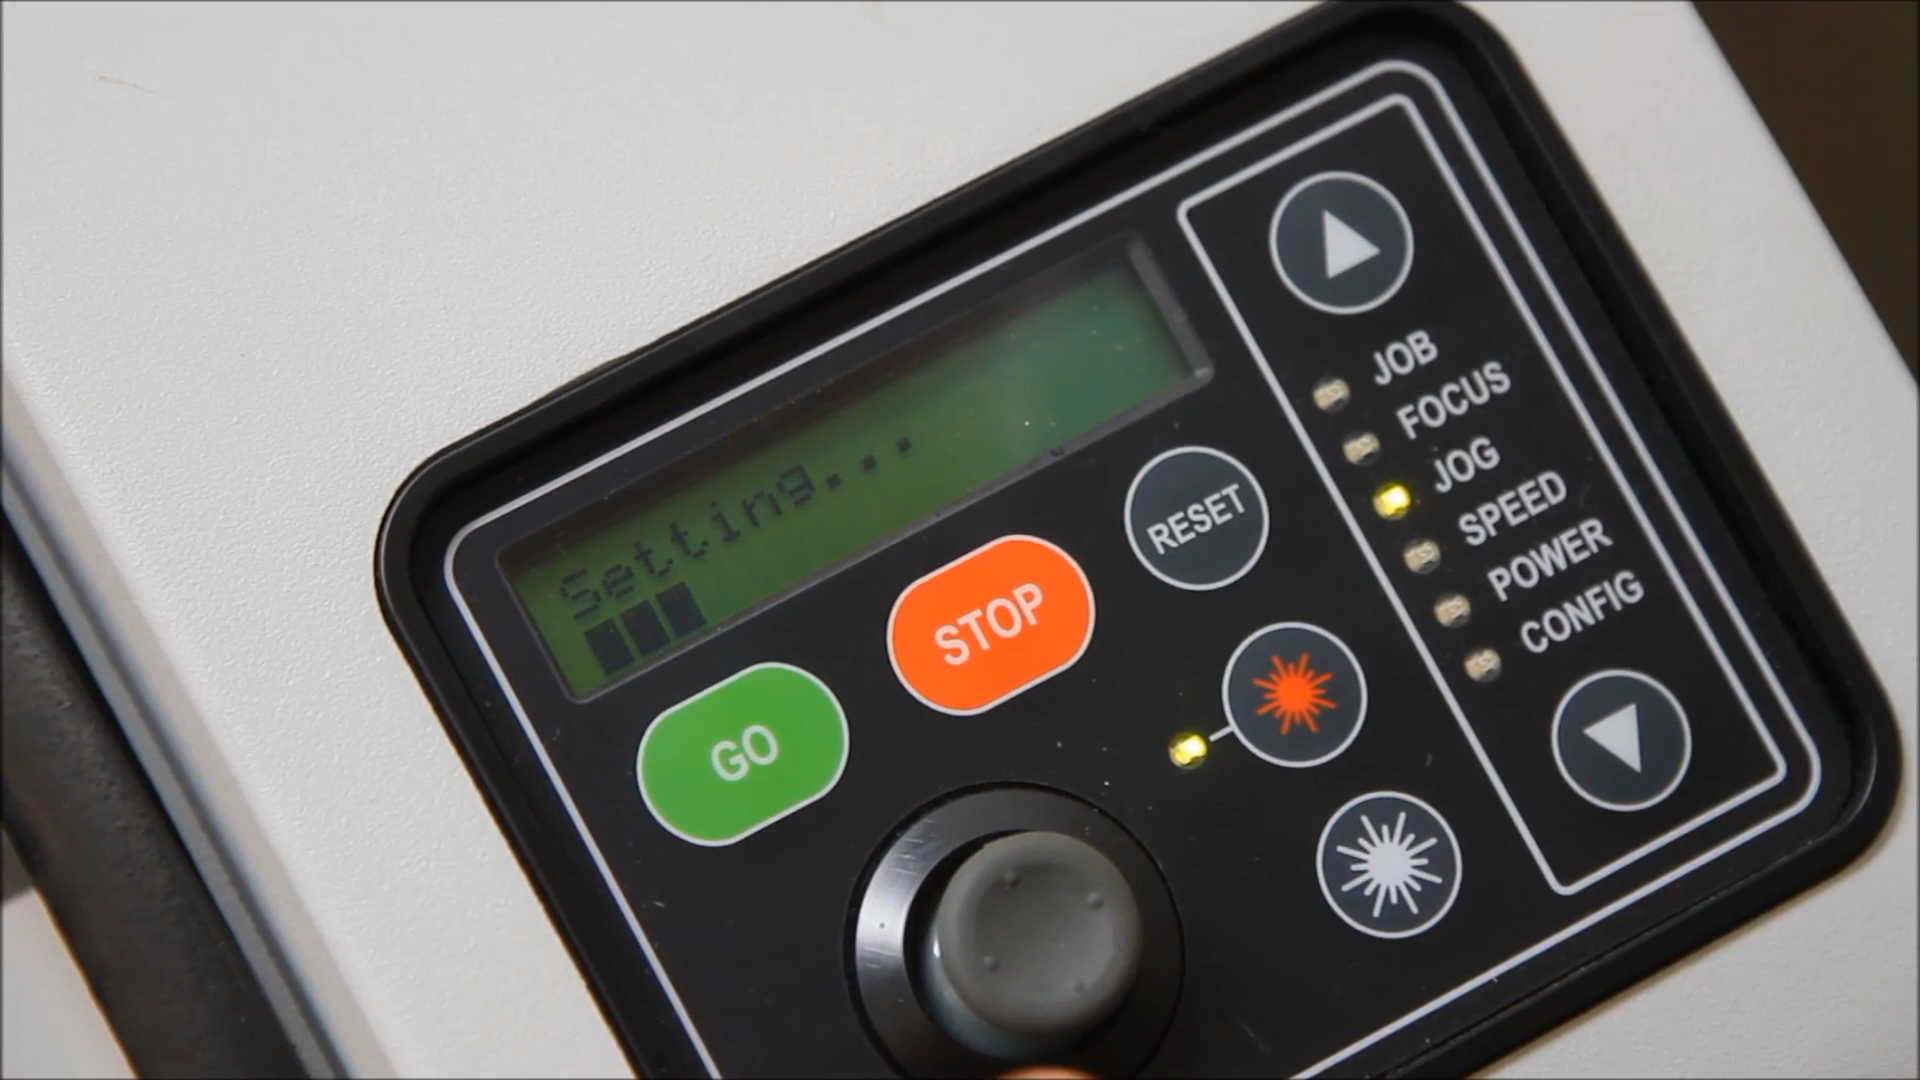 Setting...
GO
STOP
RESET
JOB
FOCUS
JOG
SPEED
POWER
CONFIG